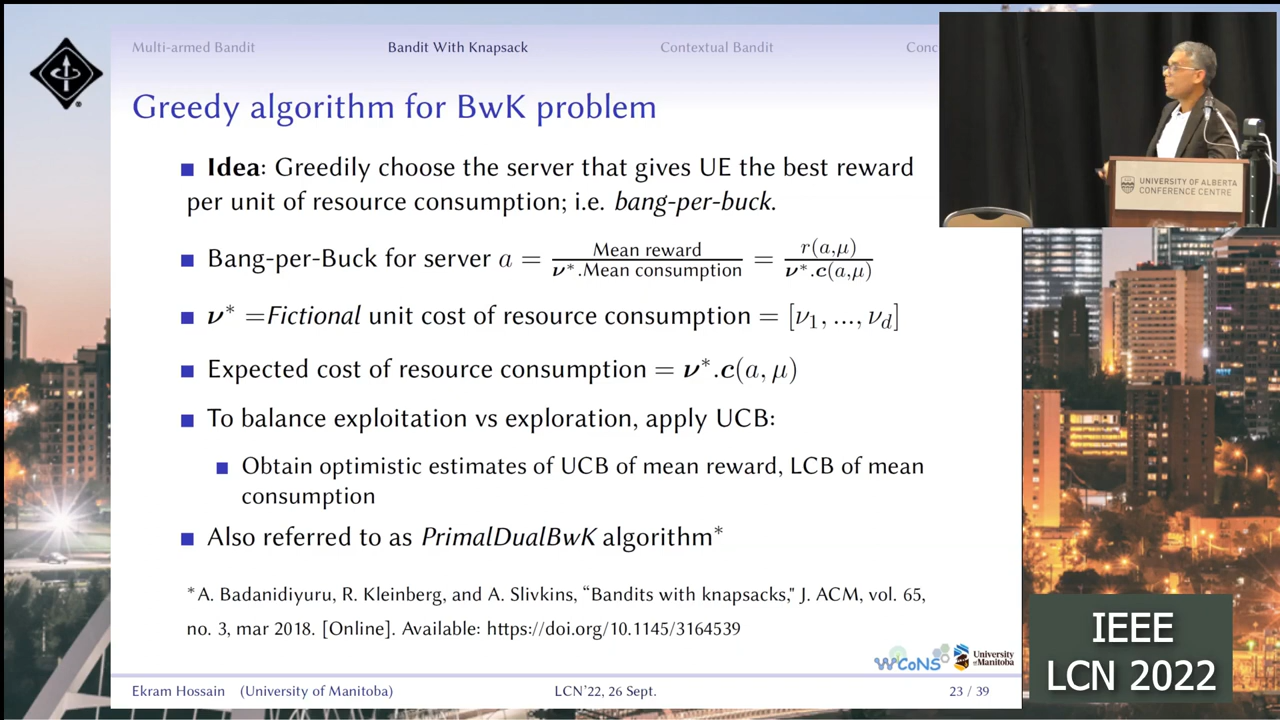 Multi-armed Bandit
Bandit With Knapsack
Contextual Bandit
Conc
Greedy algorithm for BwK problem
Idea: Greedily choose the server that gives UE the best reward
per unit of resource consumption; i.e. bang-per-buck.
Bang-per-Buck for server a = Mean reward / ν*.Mean consumption = r(a,μ) / ν*.c(a,μ)
ν* =Fictional unit cost of resource consumption = [ν₁, ..., ν_d]
Expected cost of resource consumption = ν*.c(a, μ)
To balance exploitation vs exploration, apply UCB:
Obtain optimistic estimates of UCB of mean reward, LCB of mean
consumption
Also referred to as PrimalDualBwK algorithm*
*A. Badanidiyuru, R. Kleinberg, and A. Slivkins, “Bandits with knapsacks," J. ACM, vol. 65,
no. 3, mar 2018. [Online]. Available: https://doi.org/10.1145/3164539
WCoNS
University
of Manitoba
Ekram Hossain (University of Manitoba)
LCN'22, 26 Sept.
23 / 39
UNIVERSITY OF ALBERTA
CONFERENCE CENTRE
IEEE
LCN 2022